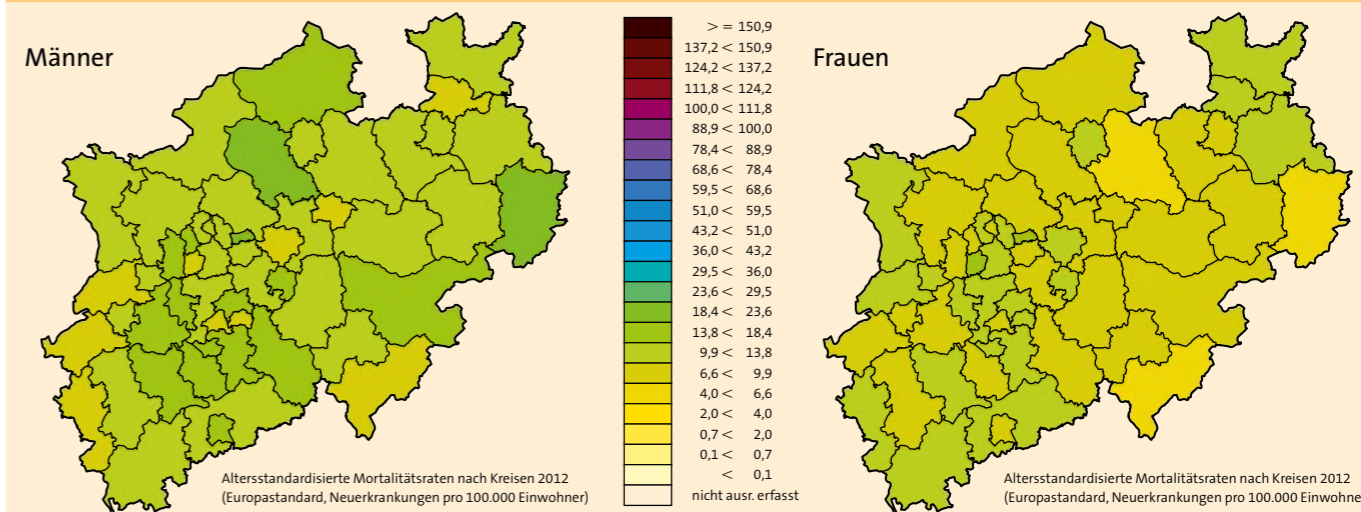 Männer
> = 150,9
137,2 < 150,9
124,2 < 137,2
111,8 < 124,2
100,0 < 111,8
88,9 < 100,0
78,4 < 88,9
68,6 < 78,4
59,5 < 68,6
51,0 < 59,5
43,2 < 51,0
36,0 < 43,2
29,5 < 36,0
23,6 < 29,5
18,4 < 23,6
13,8 < 18,4
9,9 < 13,8
6,6 < 9,9
4,0 < 6,6
2,0 < 4,0
0,7 < 2,0
0,1 < 0,7
< 0,1
nicht ausr. erfasst
Altersstandardisierte Mortalitätsraten nach Kreisen 2012
(Europastandard, Neuerkrankungen pro 100.000 Einwohner)
Frauen
Altersstandardisierte Mortalitätsraten nach Kreisen 2012
(Europastandard, Neuerkrankungen pro 100.000 Einwohne